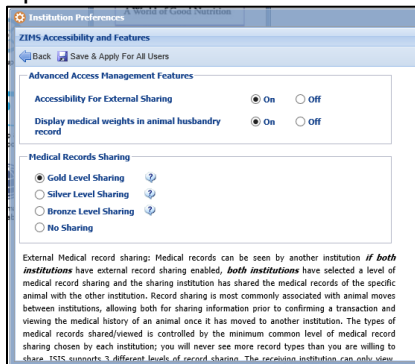 A World of Good Nutrition
Institution Preferences
ZIMS Accessibility and Features
Back Save & Apply For All Users
Advanced Access Management Features
Accessibility For External Sharing On Off
Display medical weights in animal husbandry On Off
record
Medical Records Sharing
Gold Level Sharing
Silver Level Sharing
Bronze Level Sharing
No Sharing
External Medical record sharing: Medical records can be seen by another institution if both
institutions have external record sharing enabled, both institutions have selected a level of
medical record sharing and the sharing institution has shared the medical records of the specific
animal with the other institution. Record sharing is most commonly associated with animal moves
between institutions, allowing both for sharing information prior to confirming a transaction and
viewing the medical history of an animal once it has moved to another institution. The types of
medical records shared/viewed is controlled by the minimum common level of medical record
sharing chosen by each institution; you will never see more record types than you are willing to
share. ISIS supports 3 different levels of record sharing. The receiving institution can only view